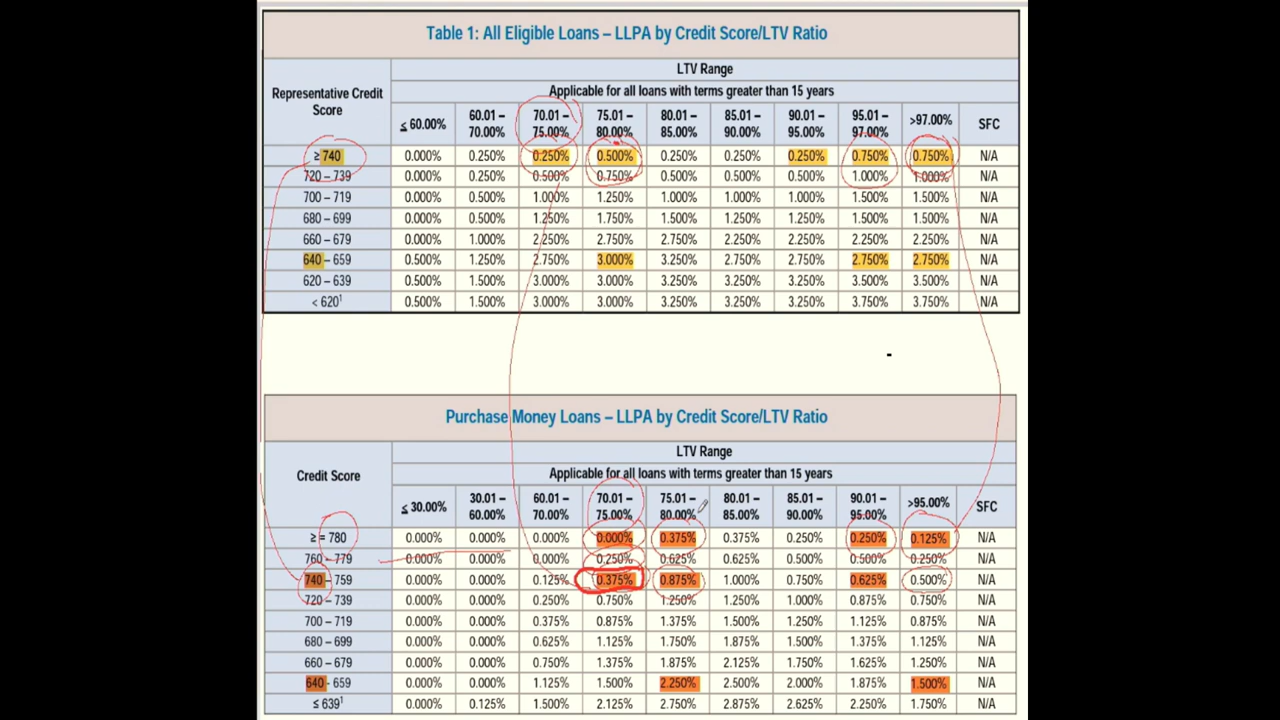 Table 1: All Eligible Loans – LLPA by Credit Score/LTV Ratio
Representative Credit Score
LTV Range
Applicable for all loans with terms greater than 15 years
≤ 60.00% 60.01 – 70.00% 70.01 – 75.00% 75.01 – 80.00% 80.01 – 85.00% 85.01 – 90.00% 90.01 – 95.00% 95.01 – 97.00% >97.00% SFC
≥ 740 0.000% 0.250% 0.250% 0.500% 0.250% 0.250% 0.250% 0.750% 0.750% N/A
720 – 739 0.000% 0.250% 0.500% 0.750% 0.500% 0.500% 0.500% 1.000% 1.000% N/A
700 – 719 0.000% 0.500% 1.000% 1.250% 1.000% 1.000% 1.000% 1.500% 1.500% N/A
680 – 699 0.000% 0.500% 1.250% 1.750% 1.500% 1.250% 1.250% 1.500% 1.500% N/A
660 – 679 0.000% 1.000% 2.250% 2.750% 2.750% 2.250% 2.250% 2.250% 2.250% N/A
640 – 659 0.500% 1.250% 2.750% 3.000% 3.250% 2.750% 2.750% 2.750% 2.750% N/A
620 – 639 0.500% 1.500% 3.000% 3.000% 3.250% 3.250% 3.250% 3.500% 3.500% N/A
< 620¹ 0.500% 1.500% 3.000% 3.000% 3.250% 3.250% 3.250% 3.750% 3.750% N/A
Purchase Money Loans – LLPA by Credit Score/LTV Ratio
Credit Score
LTV Range
Applicable for all loans with terms greater than 15 years
≤ 30.00% 30.01 – 60.00% 60.01 – 70.00% 70.01 – 75.00% 75.01 – 80.00% 80.01 – 85.00% 85.01 – 90.00% 90.01 – 95.00% >95.00% SFC
≥ = 780 0.000% 0.000% 0.000% 0.000% 0.375% 0.375% 0.250% 0.250% 0.125% N/A
760 – 779 0.000% 0.000% 0.000% 0.250% 0.625% 0.625% 0.500% 0.500% 0.250% N/A
740 – 759 0.000% 0.000% 0.125% 0.375% 0.875% 1.000% 0.750% 0.625% 0.500% N/A
720 – 739 0.000% 0.000% 0.250% 0.750% 1.250% 1.250% 1.000% 0.875% 0.750% N/A
700 – 719 0.000% 0.000% 0.375% 0.875% 1.375% 1.500% 1.250% 1.125% 0.875% N/A
680 – 699 0.000% 0.000% 0.625% 1.125% 1.750% 1.875% 1.500% 1.375% 1.125% N/A
660 – 679 0.000% 0.000% 0.750% 1.375% 1.875% 2.125% 1.750% 1.625% 1.250% N/A
640 - 659 0.000% 0.000% 1.125% 1.500% 2.250% 2.500% 2.000% 1.875% 1.500% N/A
≤ 639¹ 0.000% 0.125% 1.500% 2.125% 2.750% 2.875% 2.625% 2.250% 1.750% N/A